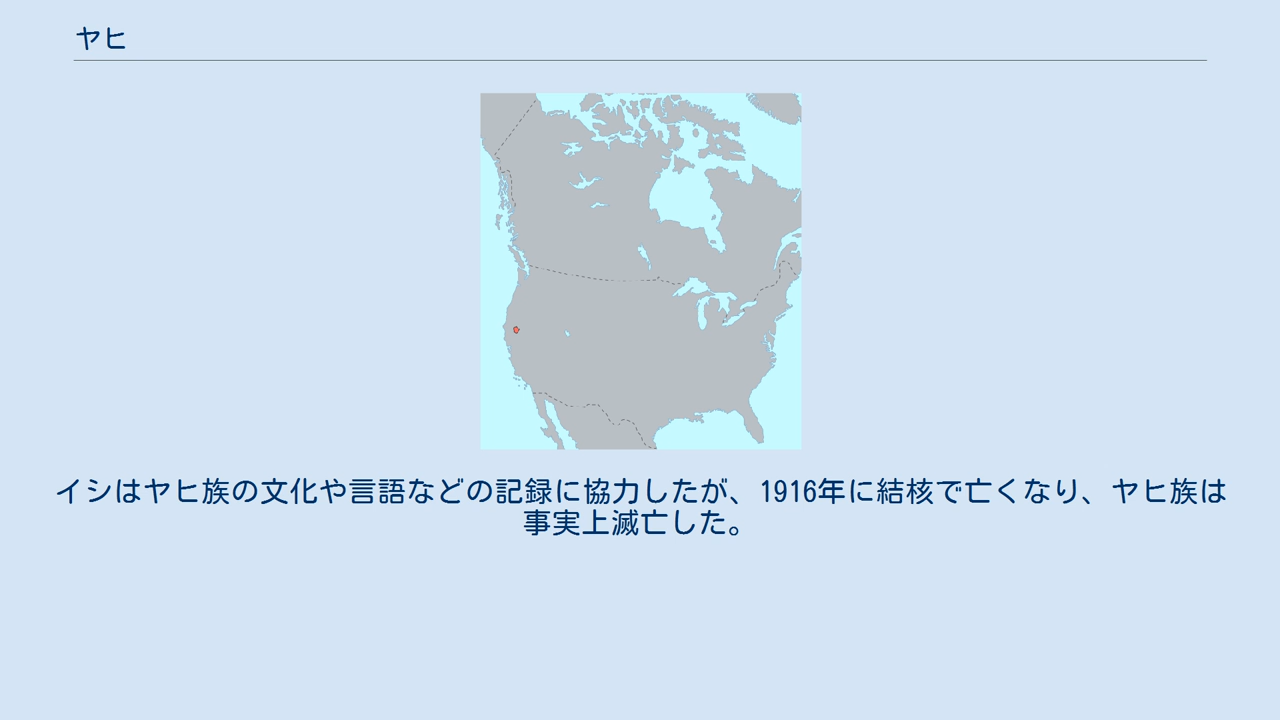 ヤヒ
イシはヤヒ族の文化や言語などの記録に協力したが、1916年に結核で亡くなり、ヤヒ族は
事実上滅亡した。